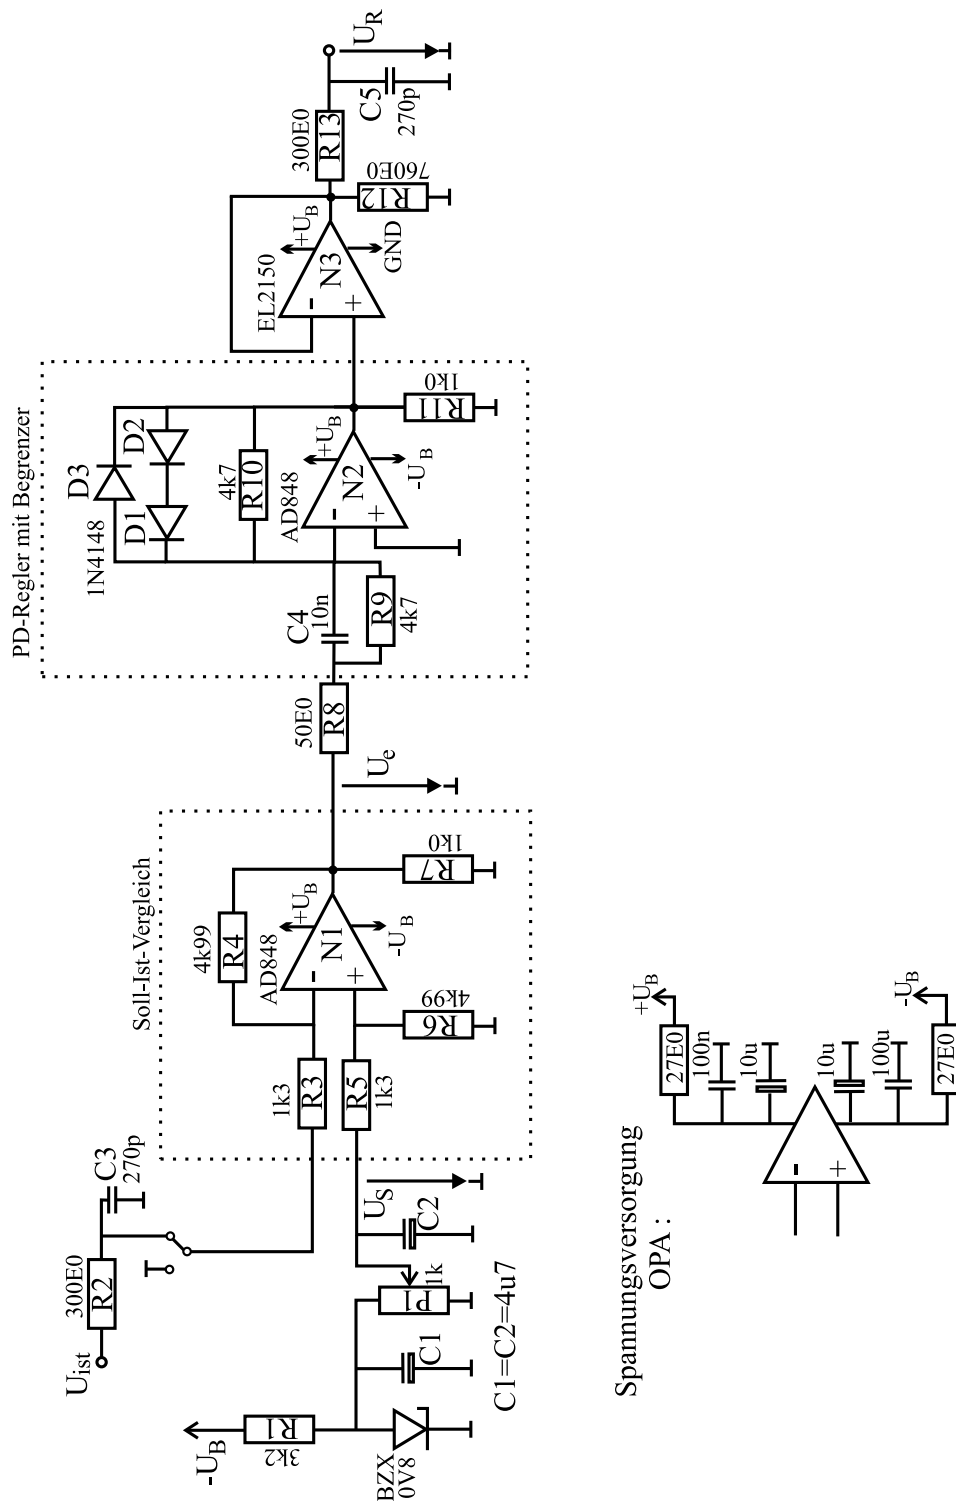 -U_B
R1
3k2
BZX
0V8
C1
P1
1k
C1=C2=4u7
C2
U_S
U_ist
R2
300E0
C3
270p
Soll-Ist-Vergleich
R3
1k3
R5
1k3
R4
4k99
AD848
N1
+U_B
-U_B
R6
4k99
R7
1k0
U_e
R8
50E0
PD-Regler mit Begrenzer
C4
10n
R9
4k7
1N4148
D3
D1
D2
R10
4k7
AD848
N2
+U_B
-U_B
R11
1k0
EL2150
N3
+U_B
GND
R12
760E0
R13
300E0
C5
270p
U_R
Spannungsversorgung
OPA :
27E0
+U_B
100n
10u
10u
100u
27E0
-U_B